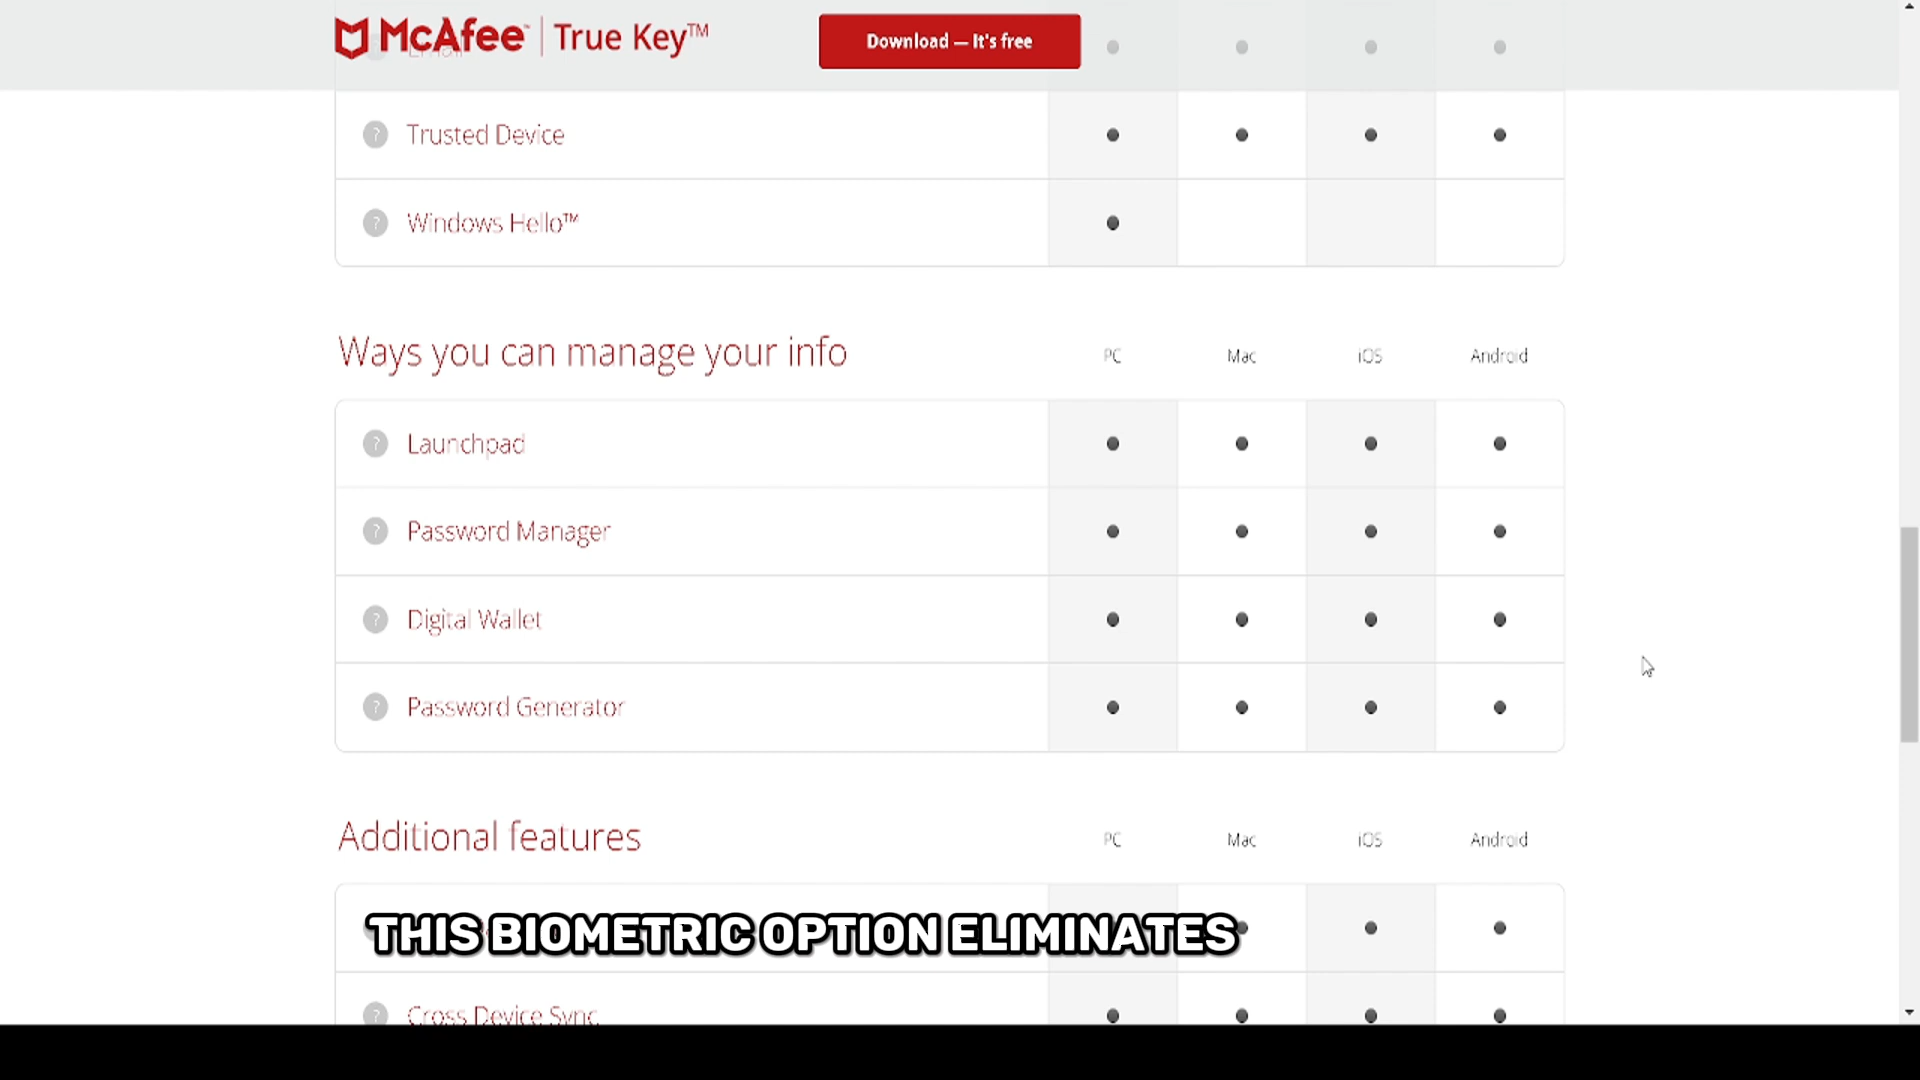 McAfee™ | True Key™
Download — It's free
Email
? Trusted Device
? Windows Hello™
Ways you can manage your info PC Mac iOS Android
? Launchpad
? Password Manager
? Digital Wallet
? Password Generator
Additional features PC Mac iOS Android
THIS BIOMETRIC OPTION ELIMINATES
? Cross Device Sync